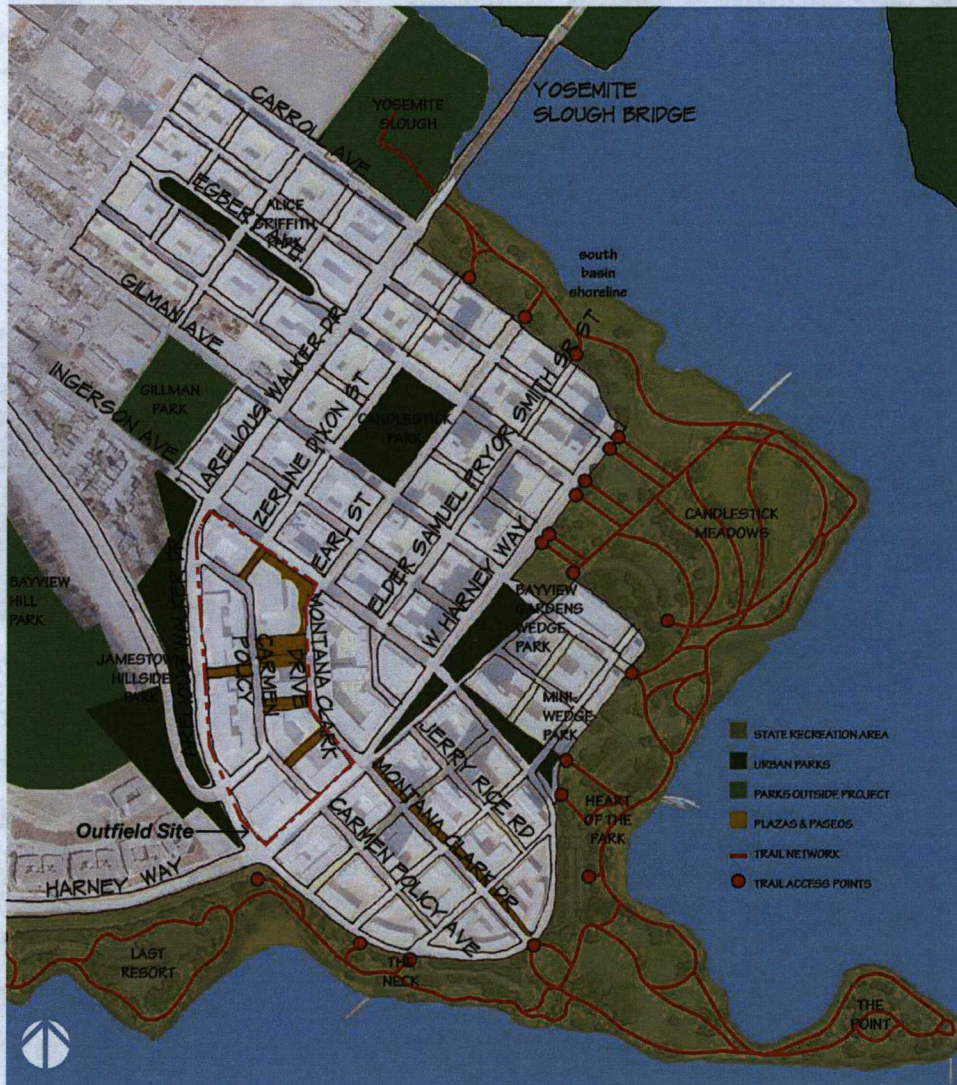 YOSEMITE
SLOUGH BRIDGE
CARROL AVE
YOSEMITE
SLOUGH
EGBERT AVE
ALICE
GRIFFITH
PARK
south
basin
shoreline
GILMAN AVE
INGERSON AVE
GILLMAN
PARK
ARELIOUS WALKER DR
ZERLINE DIXON ST
CANDLESTICK
PARK
EARL ST
ELDER SAMUEL PRYOR SMITH SR ST
W HARNEY WAY
CANDLESTICK
MEADOWS
BAYVIEW
HILL
PARK
BAYVIEW
GARDENS
WEDGE
PARK
JAMESTOWN
HILLSIDE
PARK
ARELIOUS WALKER DR
CARMEN
POLICY
MONTANA CLARK
DRIVE
MINI-
WEDGE
PARK
JERRY RICE RD
MONTANA CLARK DR
CARMEN POLICY AVE
HEART
OF THE
PARK
Outfield Site
HARNEY WAY
LAST
RESORT
THE
NECK
THE
POINT
STATE RECREATION AREA
URBAN PARKS
PARKS OUTSIDE PROJECT
PLAZAS & PASEOS
TRAIL NETWORK
TRAIL ACCESS POINTS